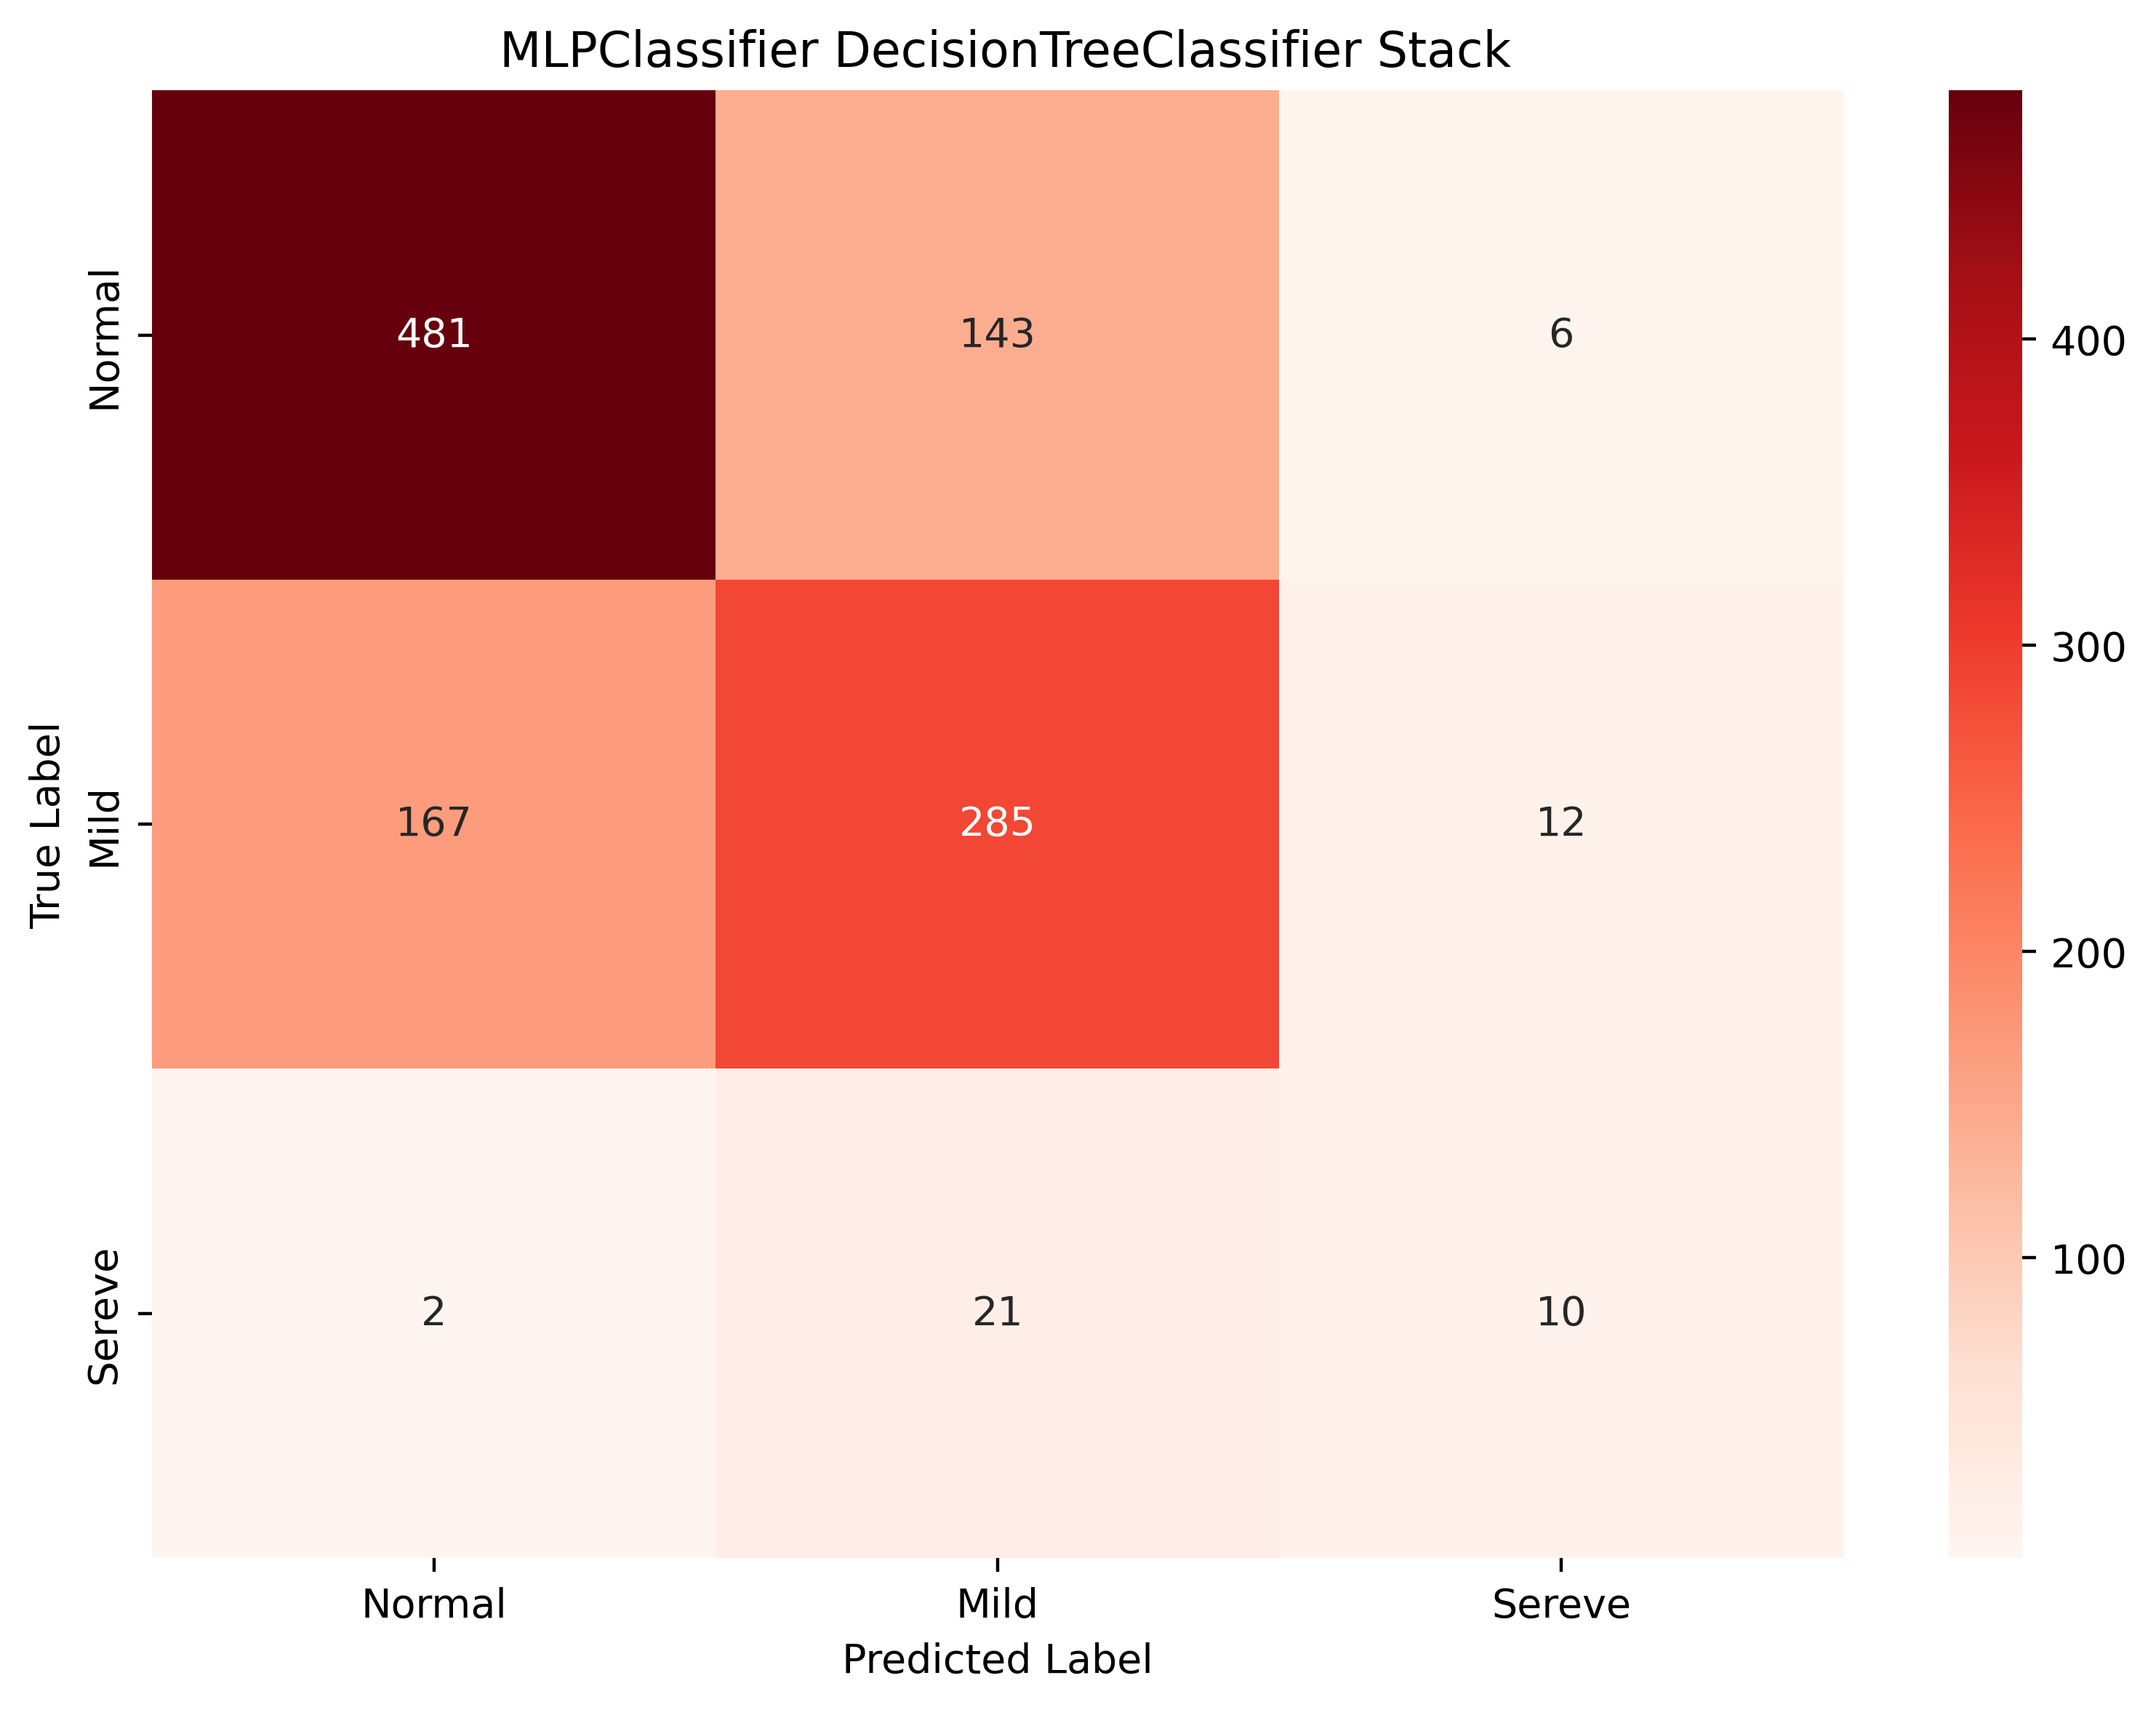 MLPClassifier DecisionTreeClassifier Stack
True Label
Normal
481 143 6
Mild
167 285 12
Sereve
2 21 10
Normal Mild Sereve
Predicted Label
400
300
200
100